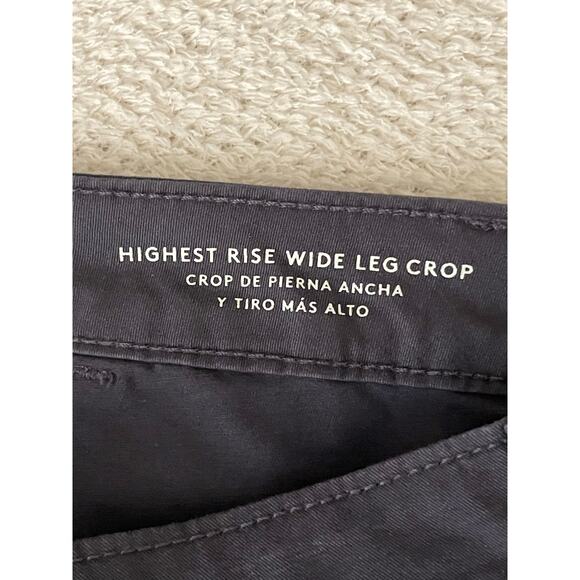 HIGHEST RISE WIDE LEG CROP
CROP DE PIERNA ANCHA
Y TIRO MÁS ALTO